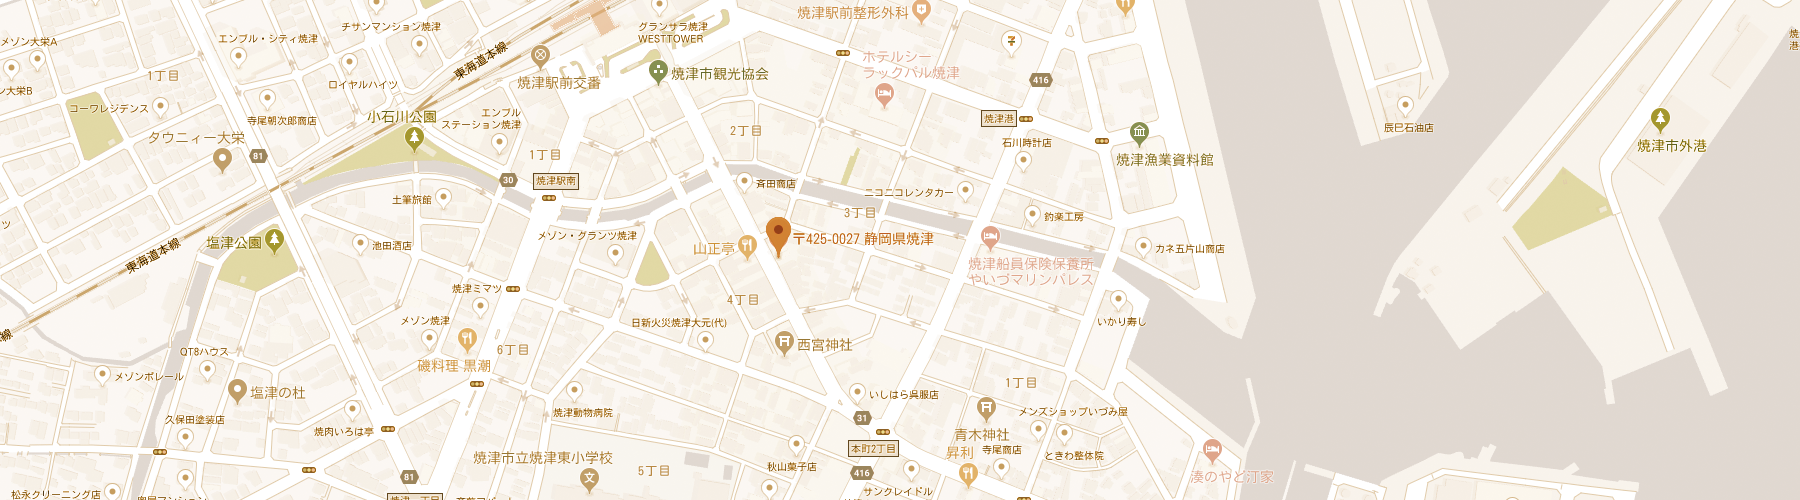 焼津駅前整形外科
チサンマンション焼津
グランサラ焼津
WESTTOWER
エンブル・シティ焼津
メゾン大栄A
東海道本線
ホテルシー
ラックパル焼津
1丁目
焼津駅前交番
焼津市観光協会
ロイヤルハイツ
416
ン大栄B
コーワレジデンス
寺尾朝次郎商店
小石川公園
エンブル
ステーション焼津
焼津港
辰巳石油店
タウニィー大栄
2丁目
石川時計店
焼津漁業資料館
焼津市外港
81
1丁目
30
焼津駅南
斉田商店
ニコニコレンタカー
土筆旅館
3丁目
釣楽工房
塩津公園
池田酒店
メゾン・グランツ焼津
山正亭
〒425-0027 静岡県焼津
カネ五片山商店
東海道本線
焼津船員保険保養所
やいづマリンパレス
焼津ミマツ
4丁目
いかり寿し
メゾン焼津
日新火災焼津大元(代)
線
QT8ハウス
6丁目
西宮神社
磯料理 黒潮
メゾンボレール
塩津の杜
1丁目
いしはら呉服店
久保田塗装店
焼津動物病院
メンズショップいづみ屋
31
焼肉いろは亭
青木神社
本町2丁目
昇利
寺尾商店
ときわ整体院
焼津市立焼津東小学校
5丁目
秋山菓子店
81
416
湊のやど汀家
松永クリーニング店
サンクレイドル